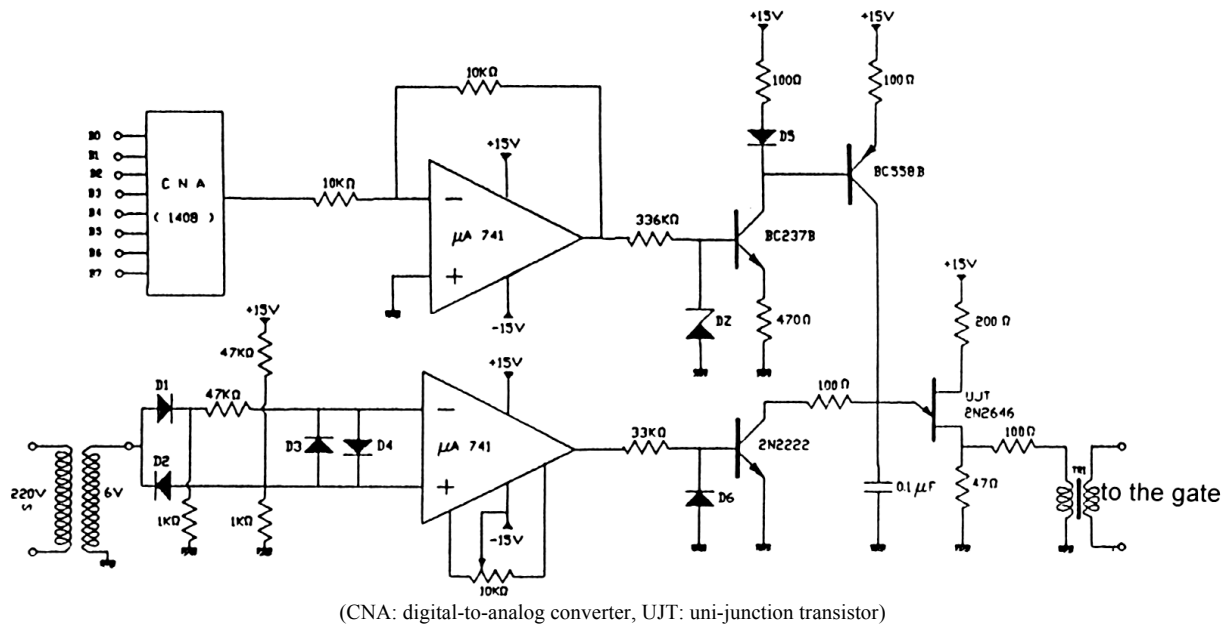 +15V
+15V
10KΩ
100Ω
100Ω
D5
B0
B1
B2
B3
B4
B5
B6
B7
C N A
( 1408 )
10KΩ
+15V
−
μA 741
+
-15V
336KΩ
BC237B
BC558B
DZ
470Ω
+15V
200Ω
+15V
47KΩ
D1
47KΩ
D2
D3
D4
220V
6V
1KΩ
1KΩ
+15V
−
μA 741
+
-15V
10KΩ
33KΩ
D6
2N2222
100Ω
UJT
2N2646
100Ω
0.1μF
47Ω
TR1
to the gate
(CNA: digital-to-analog converter, UJT: uni-junction transistor)